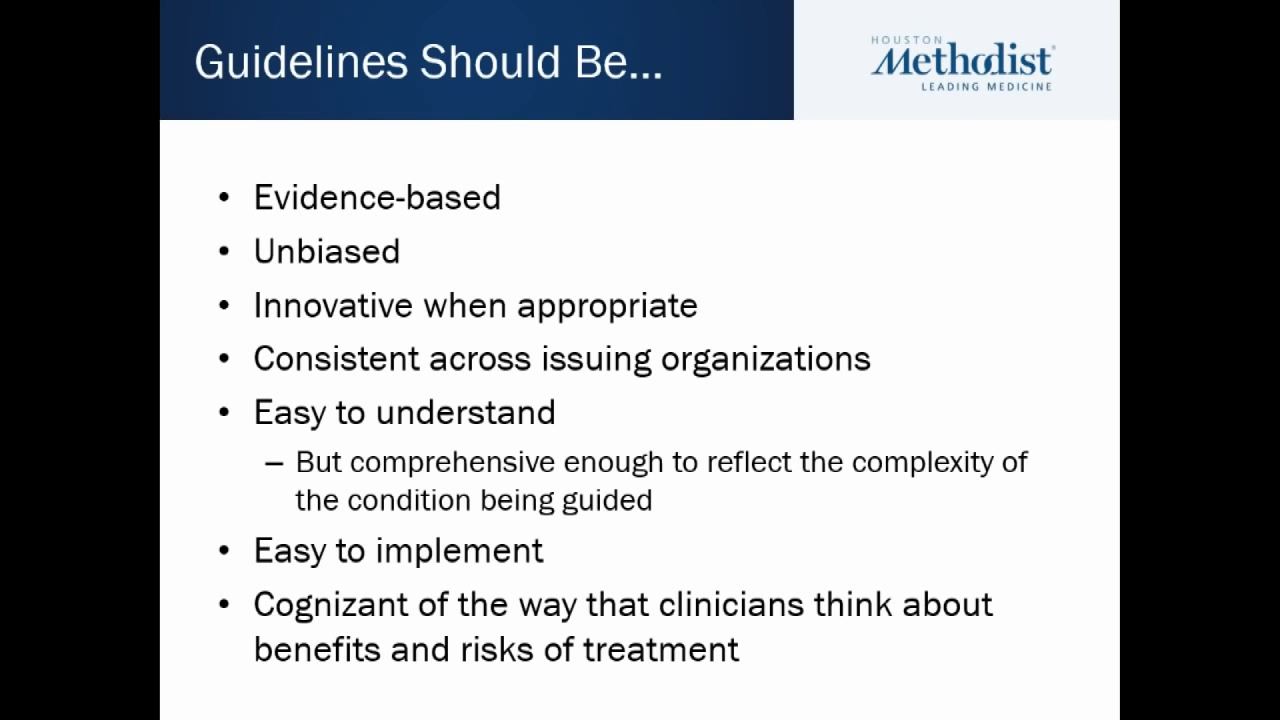 Guidelines Should Be...
HOUSTON
Methodist®
LEADING MEDICINE
• Evidence-based
• Unbiased
• Innovative when appropriate
• Consistent across issuing organizations
• Easy to understand
– But comprehensive enough to reflect the complexity of
the condition being guided
• Easy to implement
• Cognizant of the way that clinicians think about
benefits and risks of treatment